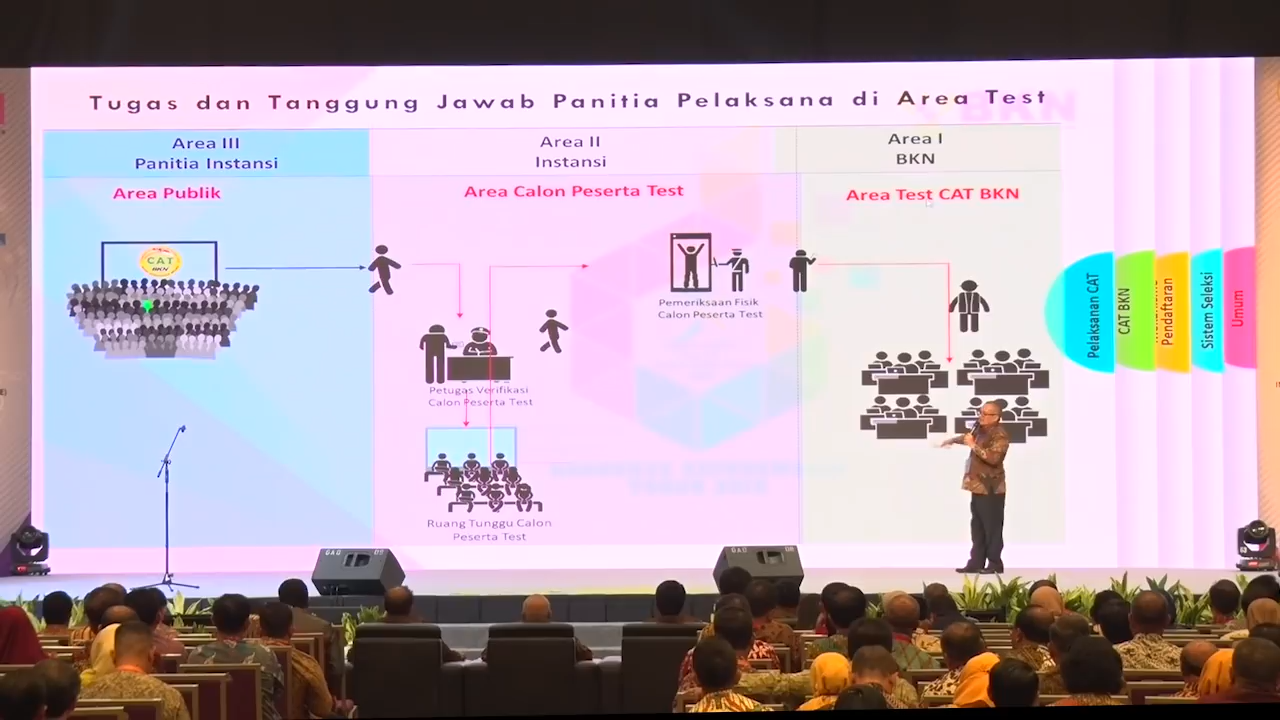 Tugas dan Tanggung Jawab Panitia Pelaksana di Area Test
BKN
Area III
Panitia Instansi
Area II
Instansi
Area I
BKN
Area Publik
Area Calon Peserta Test
Area Test CAT BKN
CAT
BKN
Pemeriksaan Fisik
Calon Peserta Test
Petugas Verifikasi
Calon Peserta Test
Ruang Tunggu Calon
Peserta Test
Pelaksanan CAT
CAT BKN
Pendaftaran
Sistem Seleksi
Umum